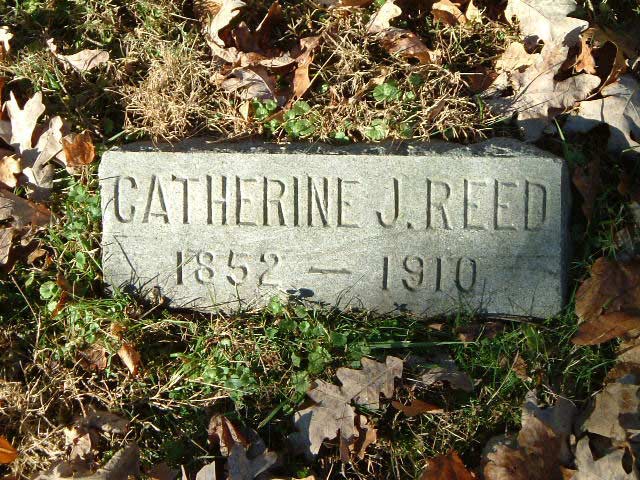 CATHERINE J. REED
1852 — 1910